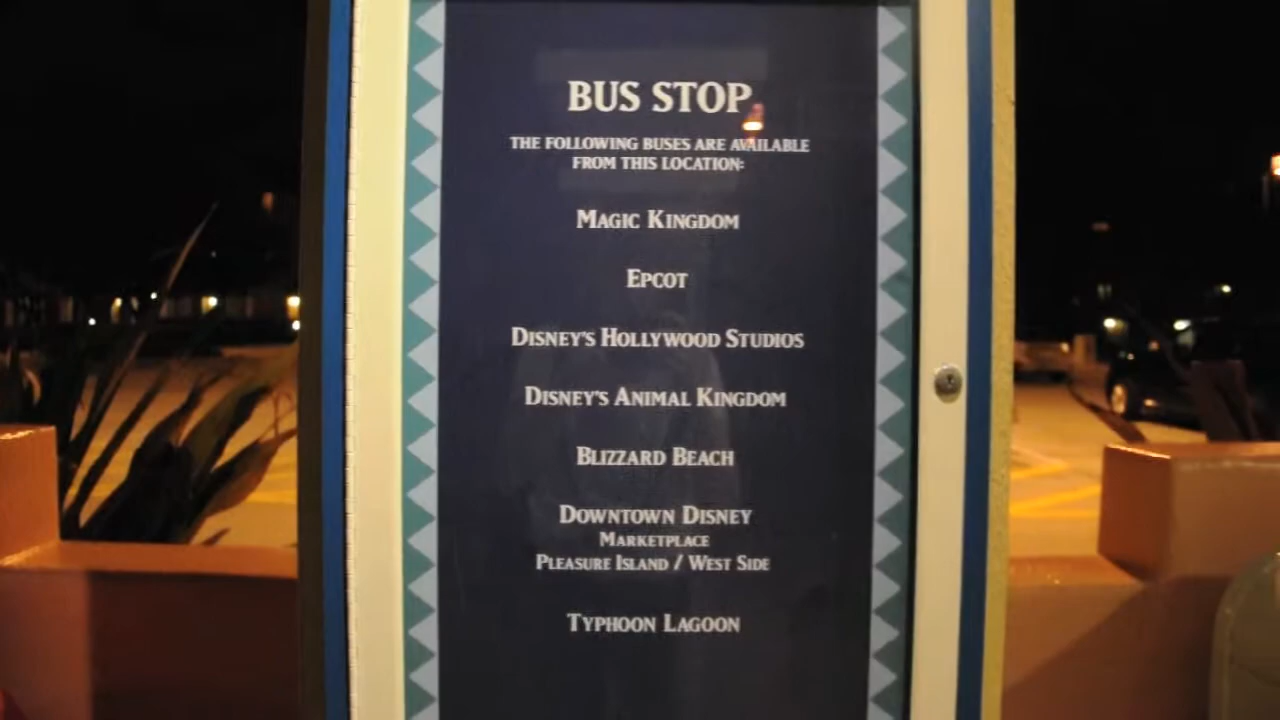 BUS STOP
THE FOLLOWING BUSES ARE AVAILABLE
FROM THIS LOCATION:
MAGIC KINGDOM
EPCOT
DISNEY'S HOLLYWOOD STUDIOS
DISNEY'S ANIMAL KINGDOM
BLIZZARD BEACH
DOWNTOWN DISNEY
MARKETPLACE
PLEASURE ISLAND / WEST SIDE
TYPHOON LAGOON